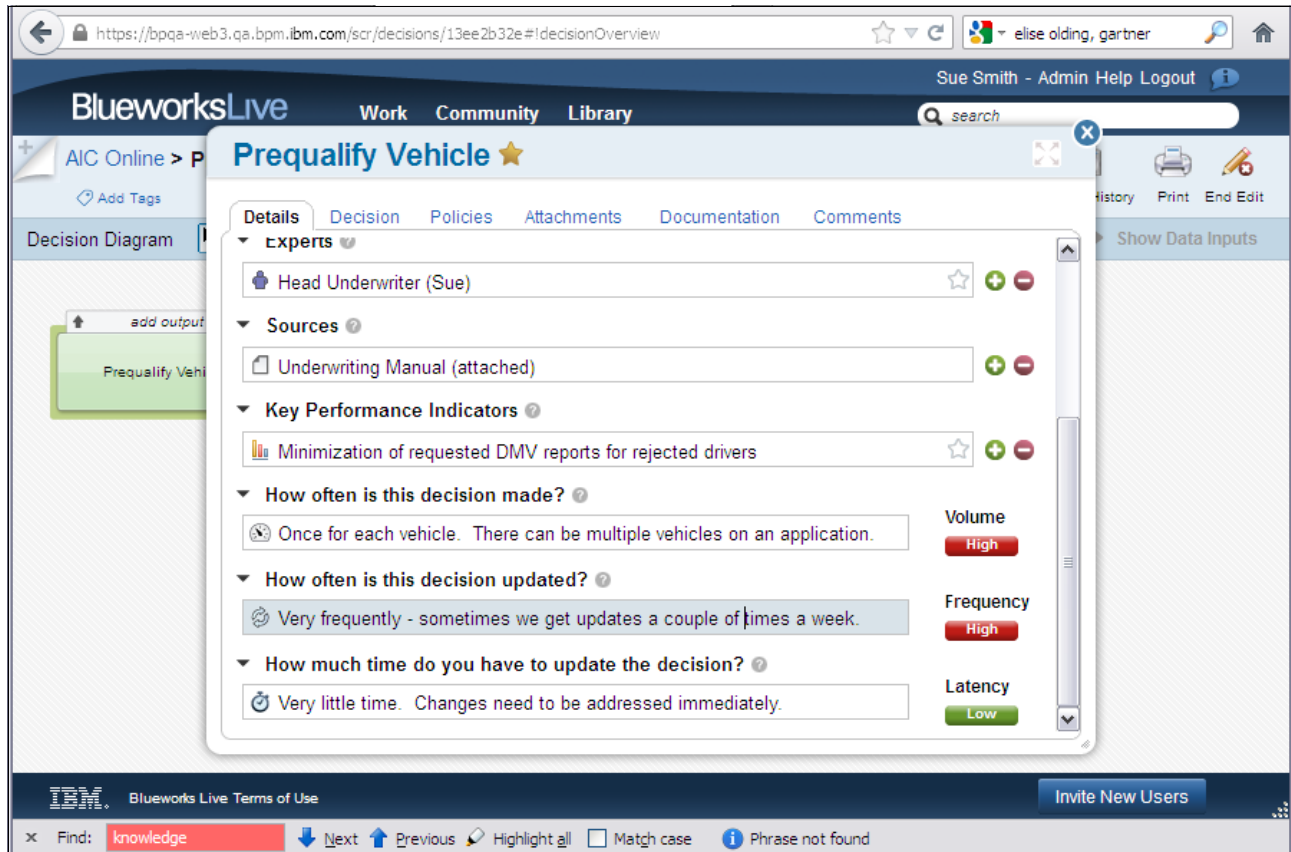 https://bpqa-web3.qa.bpm.ibm.com/scr/decisions/13ee2b32e#!decisionOverview
elise olding, gartner
Sue Smith - Admin Help Logout
BlueworksLive Work Community Library search
AIC Online > P
Prequalify Vehicle
Add Tags
History Print End Edit
Details Decision Policies Attachments Documentation Comments
Decision Diagram
Show Data Inputs
Experts
Head Underwriter (Sue)
add output
Prequalify Vehi
Sources
Underwriting Manual (attached)
Key Performance Indicators
Minimization of requested DMV reports for rejected drivers
How often is this decision made?
Once for each vehicle. There can be multiple vehicles on an application.
Volume
High
How often is this decision updated?
Very frequently - sometimes we get updates a couple of times a week.
Frequency
High
How much time do you have to update the decision?
Very little time. Changes need to be addressed immediately.
Latency
Low
IBM. Blueworks Live Terms of Use
Invite New Users
x Find: knowledge Next Previous Highlight all Match case Phrase not found